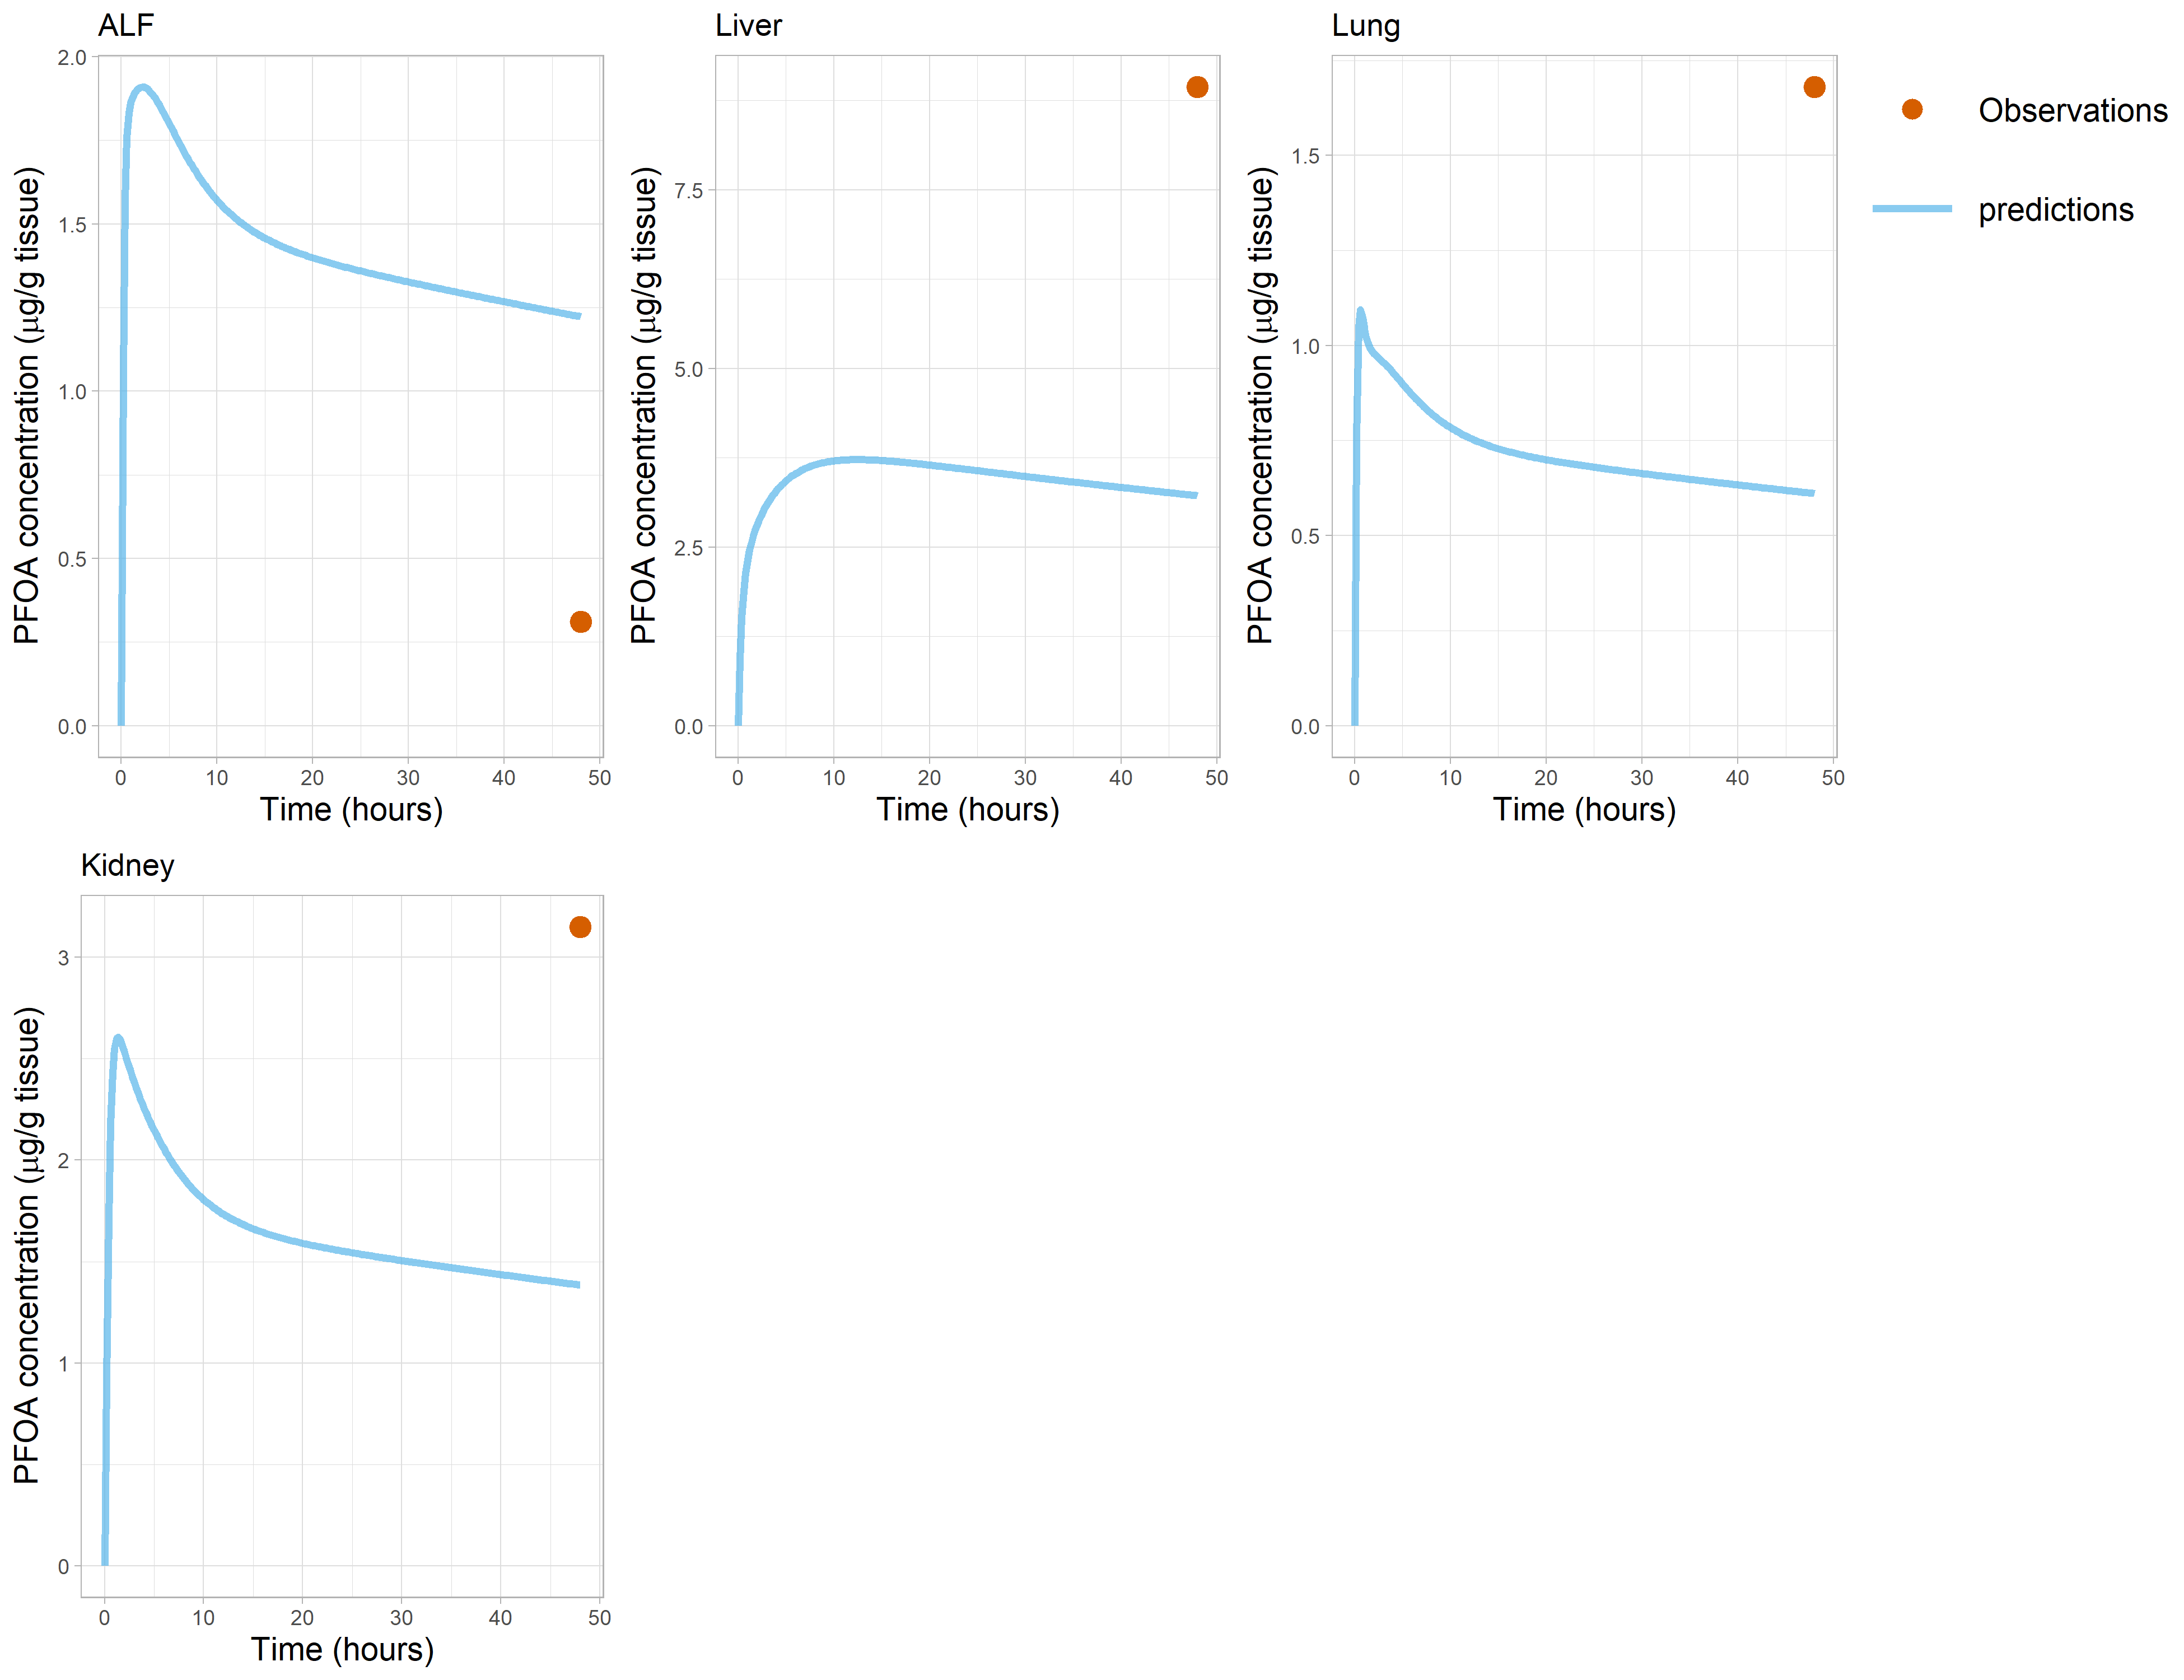 ALF
2.0
1.5
1.0
0.5
0.0
0 10 20 30 40 50
Time (hours)
PFOA concentration (μg/g tissue)
Liver
7.5
5.0
2.5
0.0
0 10 20 30 40 50
Time (hours)
PFOA concentration (μg/g tissue)
Lung
1.5
1.0
0.5
0.0
0 10 20 30 40 50
Time (hours)
PFOA concentration (μg/g tissue)
Observations
predictions
Kidney
3
2
1
0
0 10 20 30 40 50
Time (hours)
PFOA concentration (μg/g tissue)